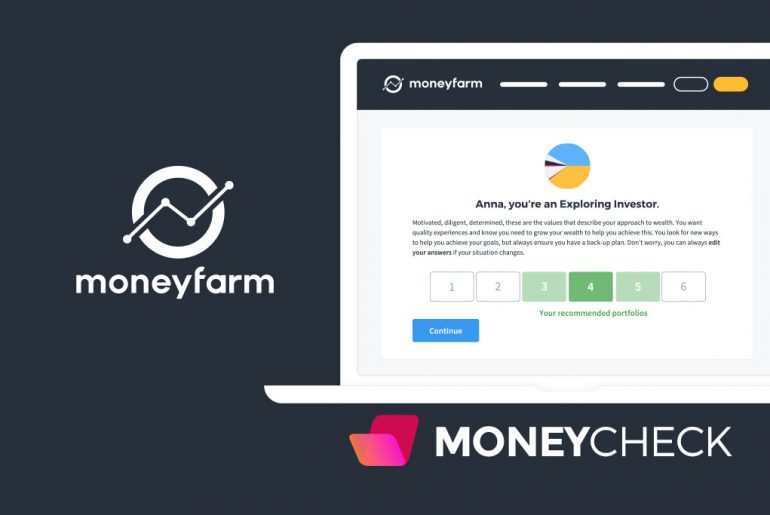 moneyfarm
moneyfarm
Anna, you're an Exploring Investor.
Motivated, diligent, determined, these are the values that describe your approach to wealth. You want
quality experiences and know you need to grow your wealth to help you achieve this. You look for new ways
to help you achieve your goals, but always ensure you have a back-up plan. Don't worry, you can always edit
your answers if your situation changes.
1 2 3 4 5 6
Your recommended portfolios
Continue
MONEYCHECK